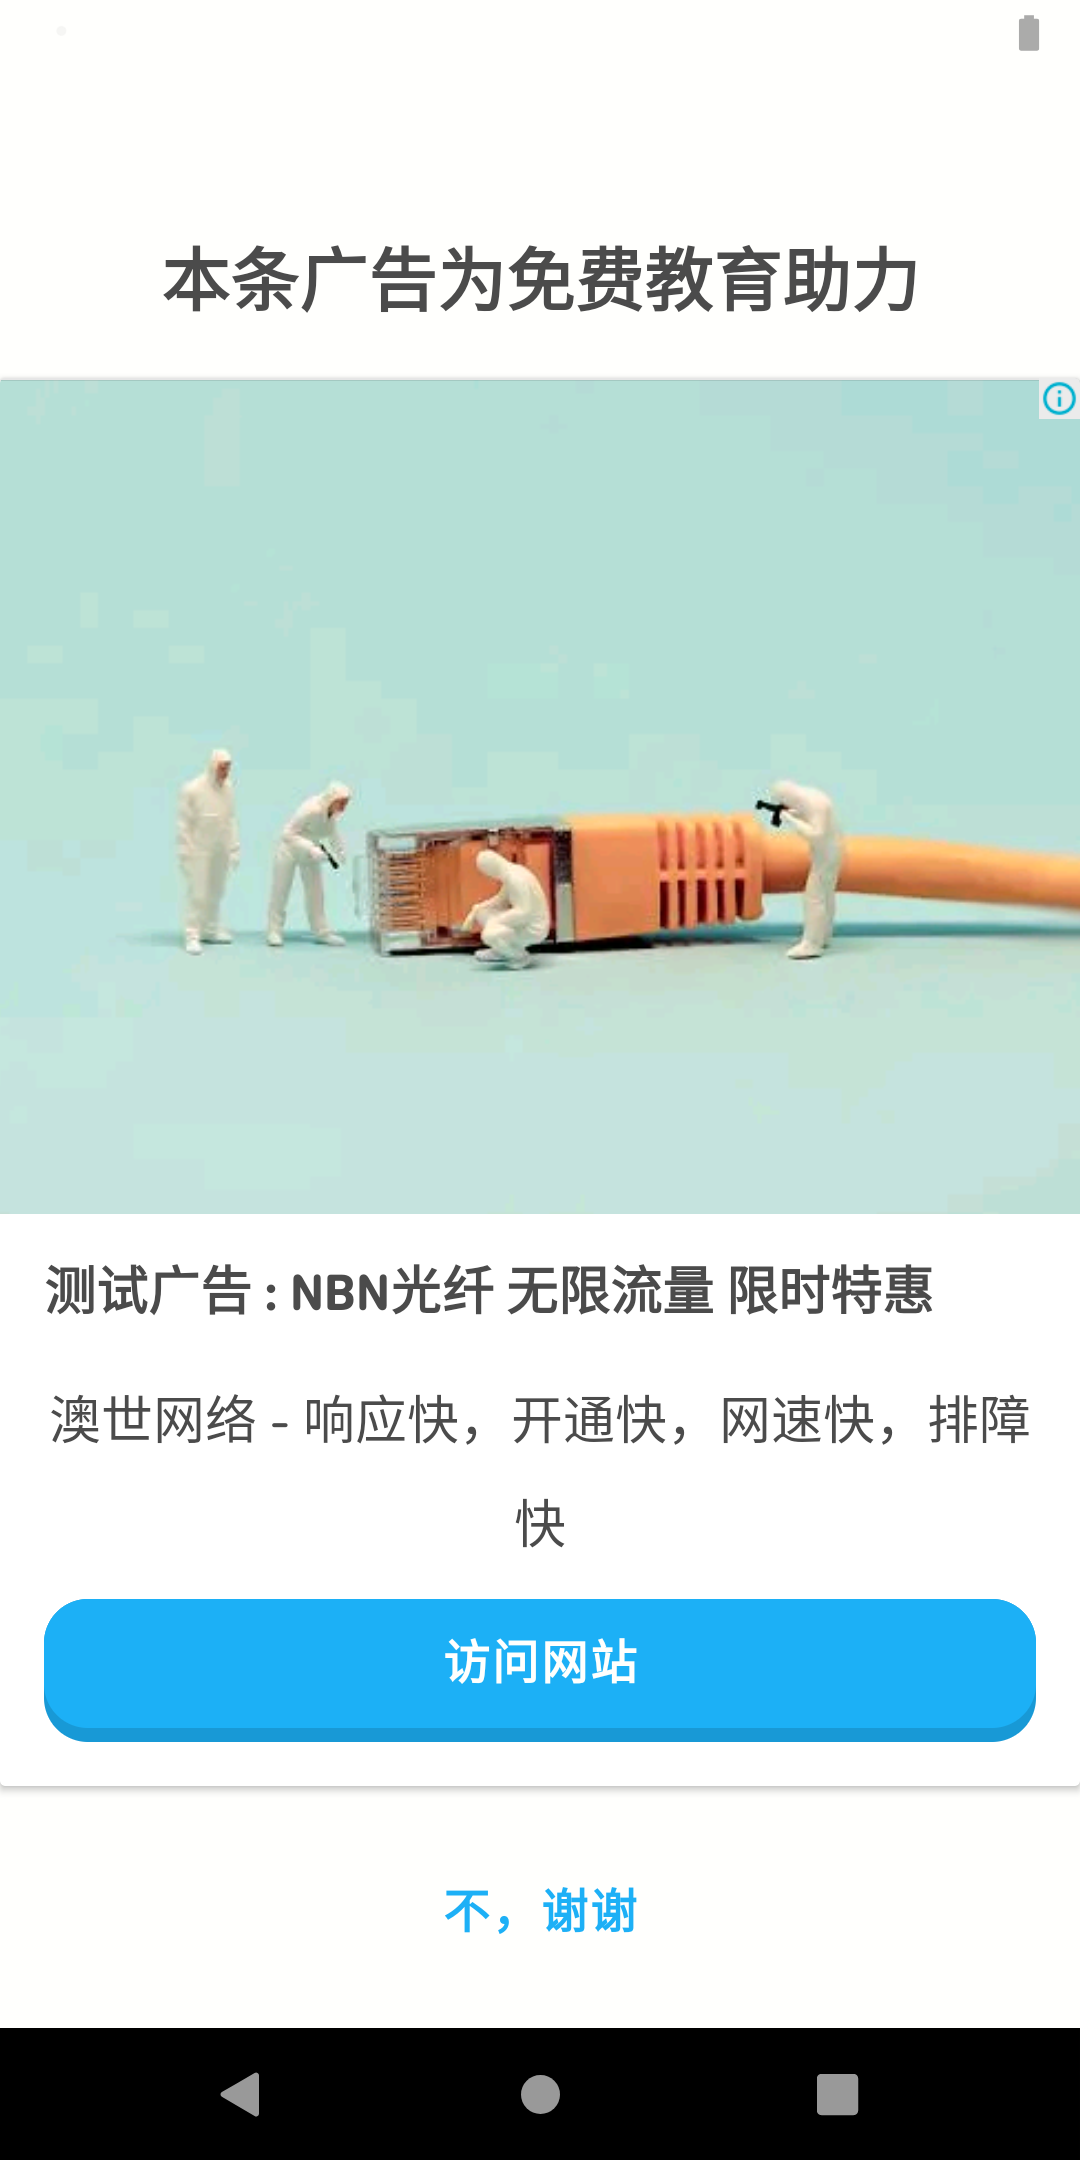 本条广告为免费教育助力
测试广告 : NBN光纤 无限流量 限时特惠
澳世网络 - 响应快，开通快，网速快，排障
快
访问网站
不，谢谢